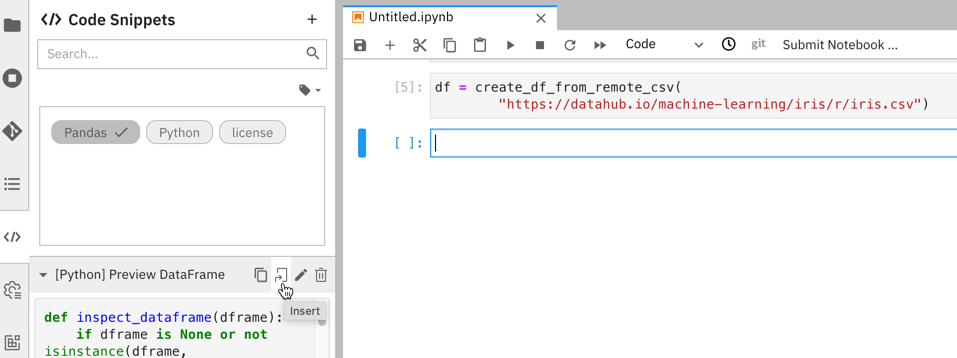 </> Code Snippets +
Search...
Pandas ✓
Python
license
[Python] Preview DataFrame
Insert
def inspect_dataframe(dframe):
if dframe is None or not
isinstance(dframe,
Untitled.ipynb
Code
git
Submit Notebook ...
[5]:
df = create_df_from_remote_csv(
"https://datahub.io/machine-learning/iris/r/iris.csv")
[ ]: